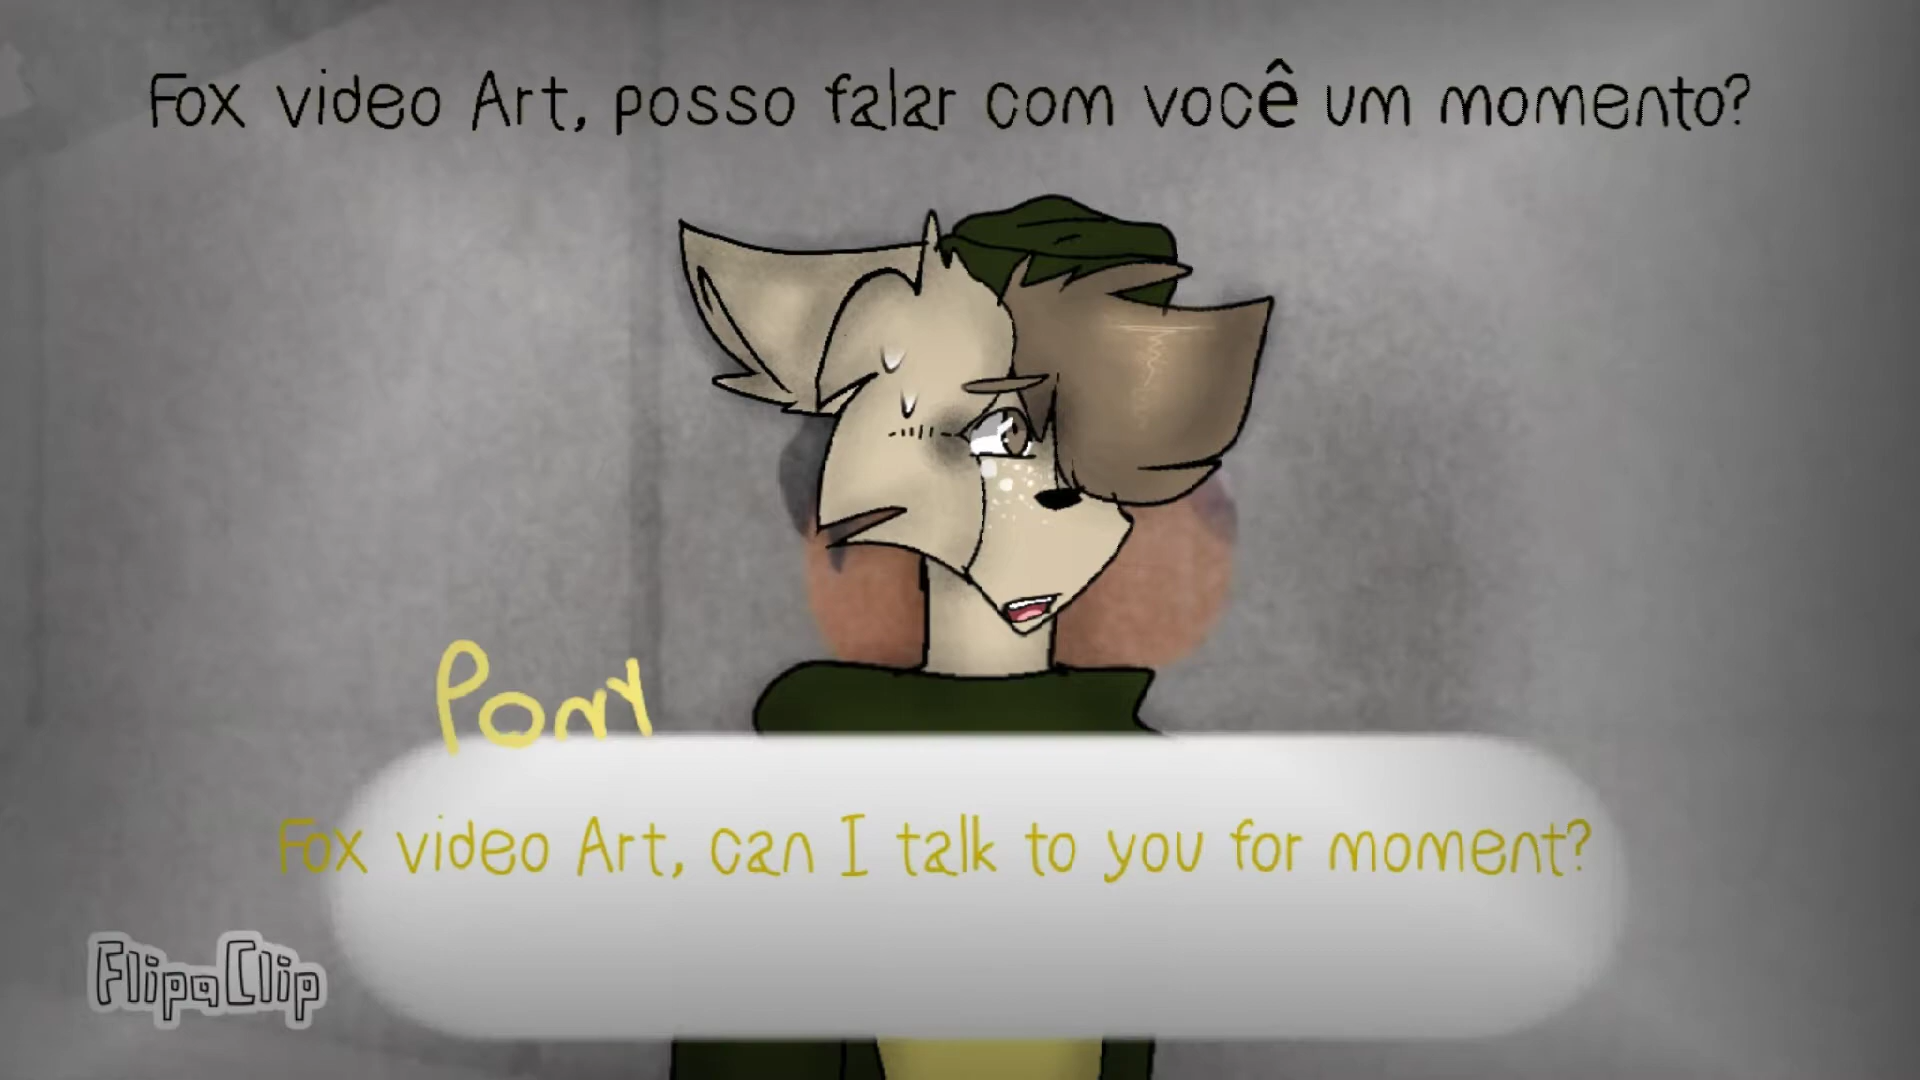 Fox video Art, posso falar com você um momento?
Pony
Fox video Art, can I talk to you for moment?
FlipaClip